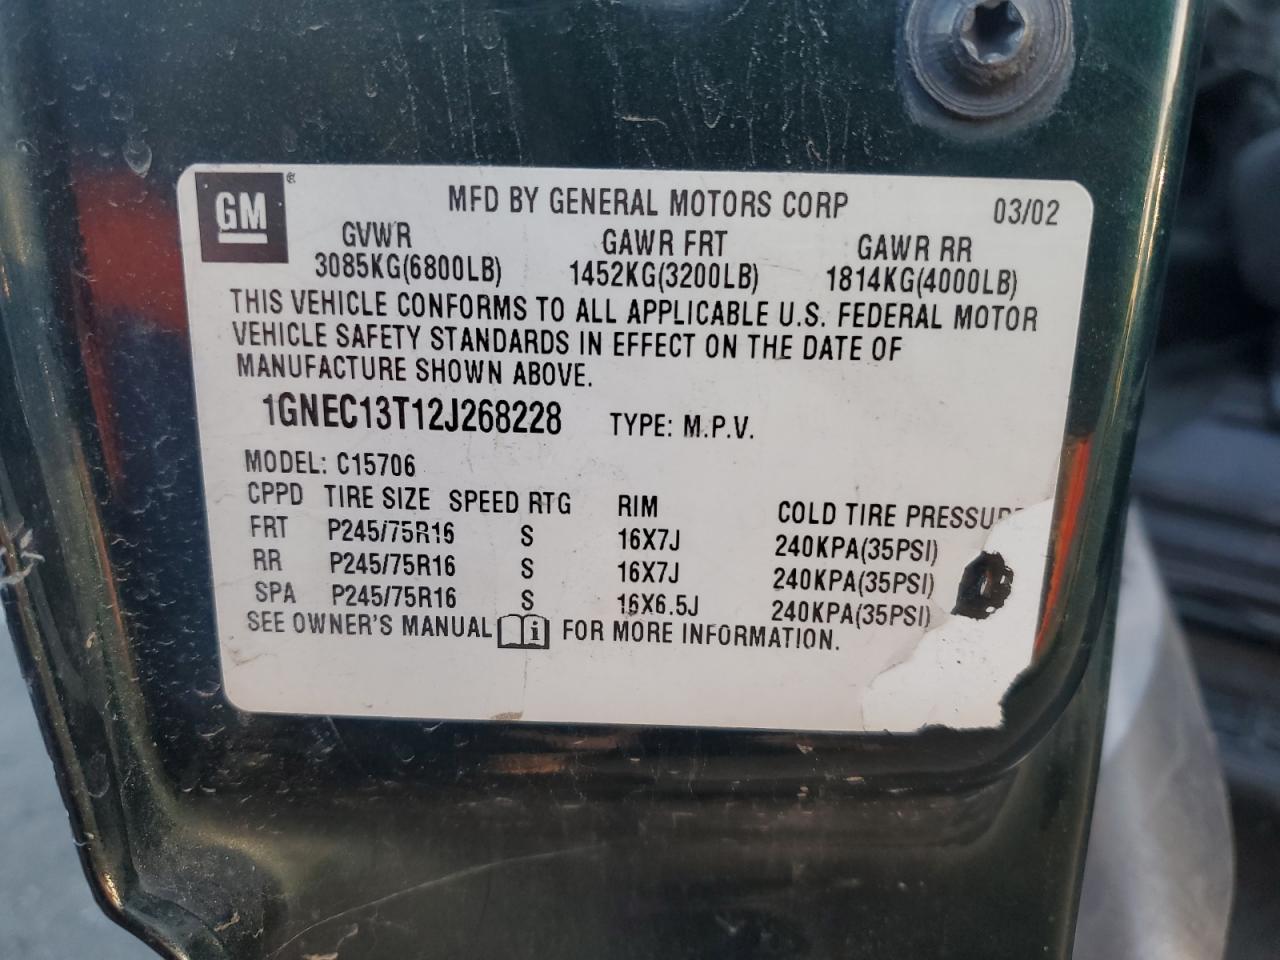 GM
MFD BY GENERAL MOTORS CORP 03/02
GVWR GAWR FRT GAWR RR
3085KG(6800LB) 1452KG(3200LB) 1814KG(4000LB)
THIS VEHICLE CONFORMS TO ALL APPLICABLE U.S. FEDERAL MOTOR
VEHICLE SAFETY STANDARDS IN EFFECT ON THE DATE OF
MANUFACTURE SHOWN ABOVE.
1GNEC13T12J268228 TYPE: M.P.V.
MODEL: C15706
CPPD TIRE SIZE SPEED RTG RIM COLD TIRE
FRT P245/75R16 S 16X7J 240KPA(35PSI)
RR P245/75R16 S 16X7J 240KPA(35PSI)
SPA P245/75R16 S 16X6.5J 240KPA(35PSI)
SEE OWNER'S MANUAL i FOR MORE INFORMATION.